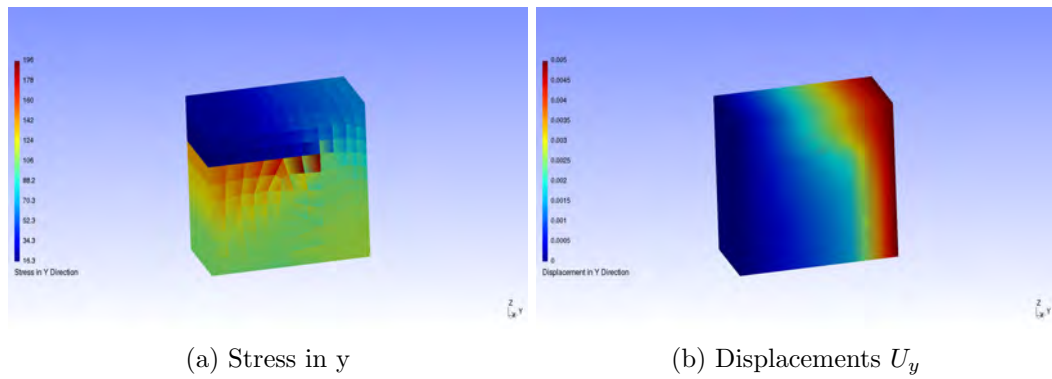 196
178
160
142
124
106
88.2
70.3
52.3
34.3
16.3
Stress in Y Direction
Z
X Y
0.005
0.0045
0.004
0.0035
0.003
0.0025
0.002
0.0015
0.001
0.0005
0
Displacement in Y Direction
Z
X Y
(a) Stress in y
(b) Displacements U_y